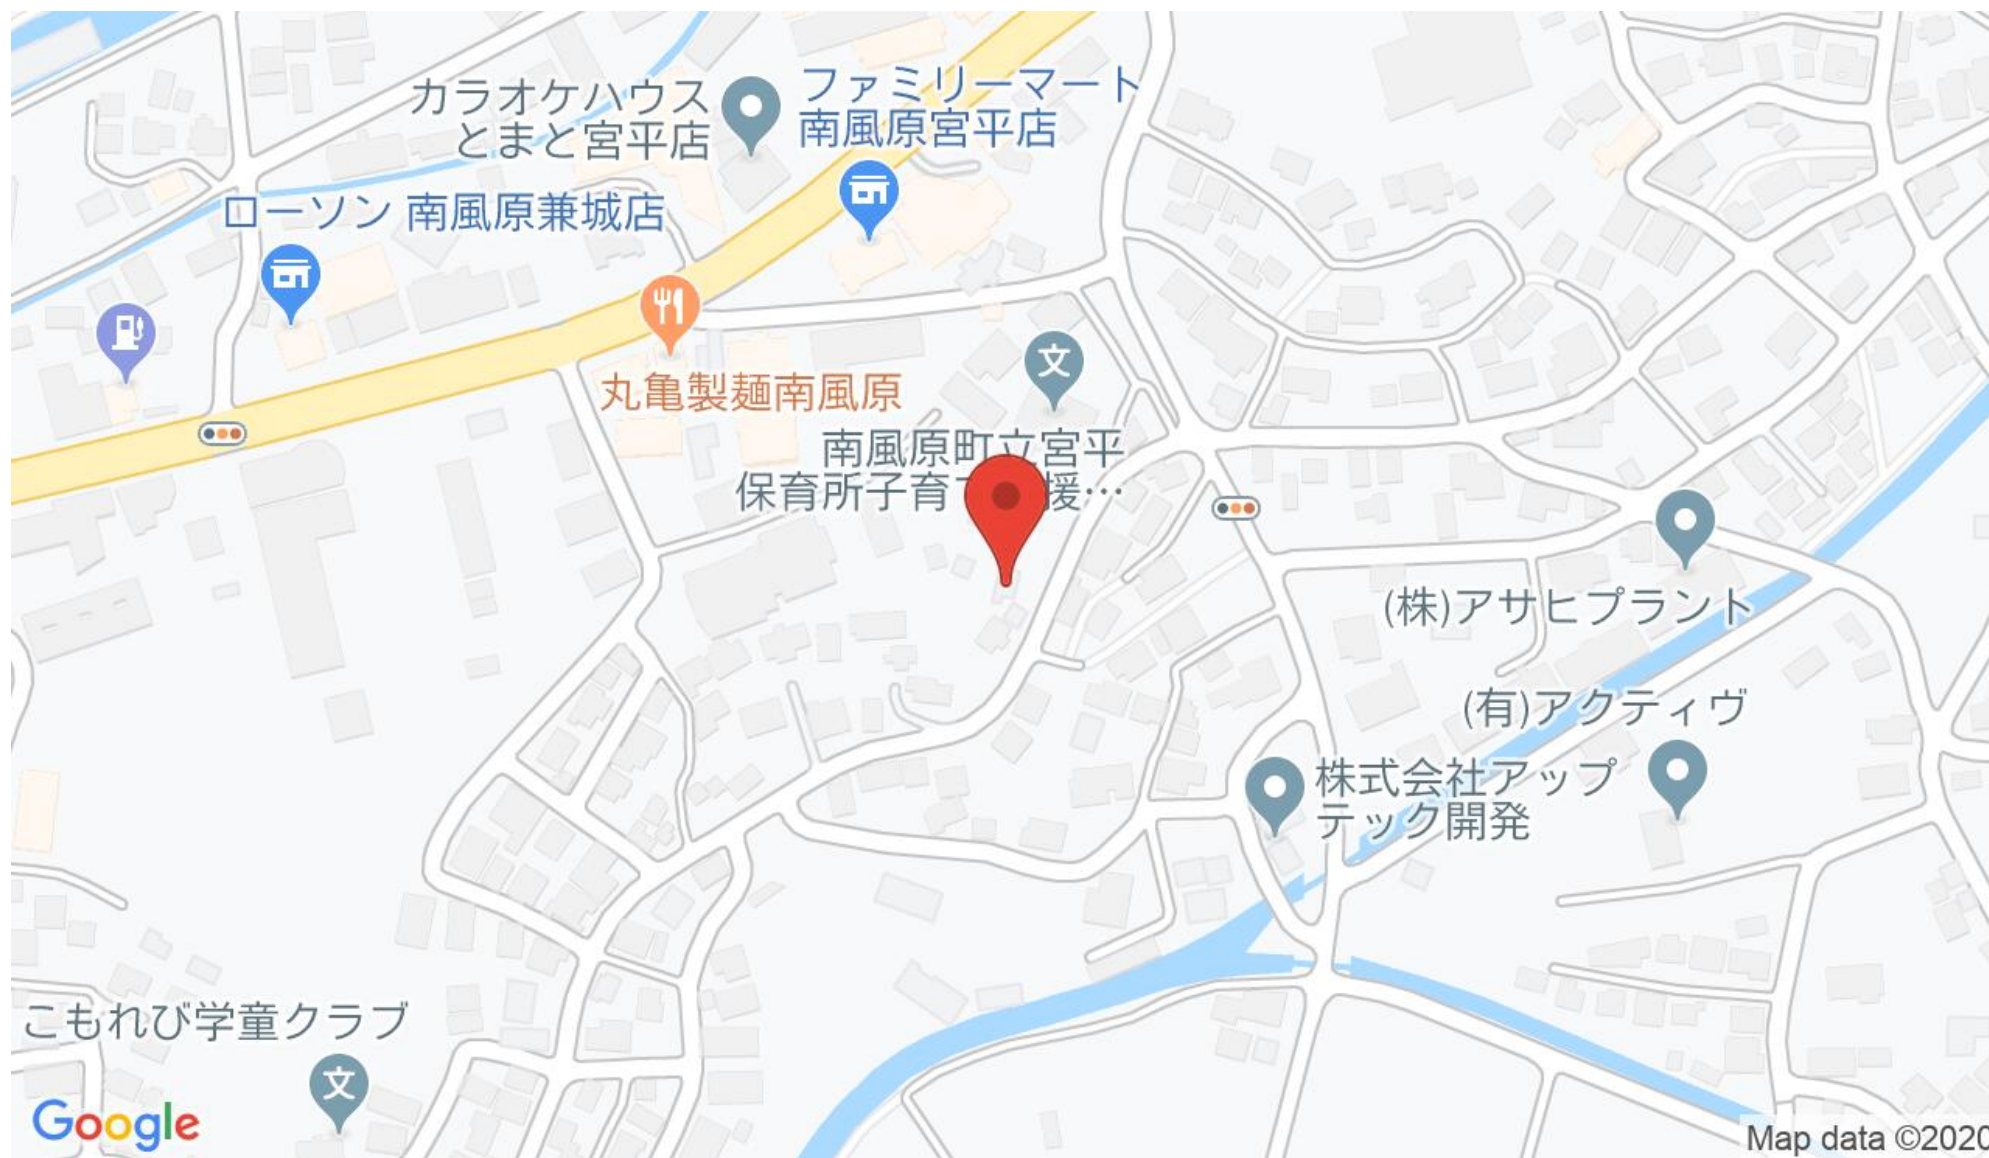 カラオケハウス
とまと宮平店
ファミリーマート
南風原宮平店
ローソン 南風原兼城店
丸亀製麺南風原
南風原町立宮平
保育所子育て 援…
(株)アサヒプラント
(有)アクティヴ
株式会社アップ
テック開発
こもれび学童クラブ
文
文
Google
Map data ©2020